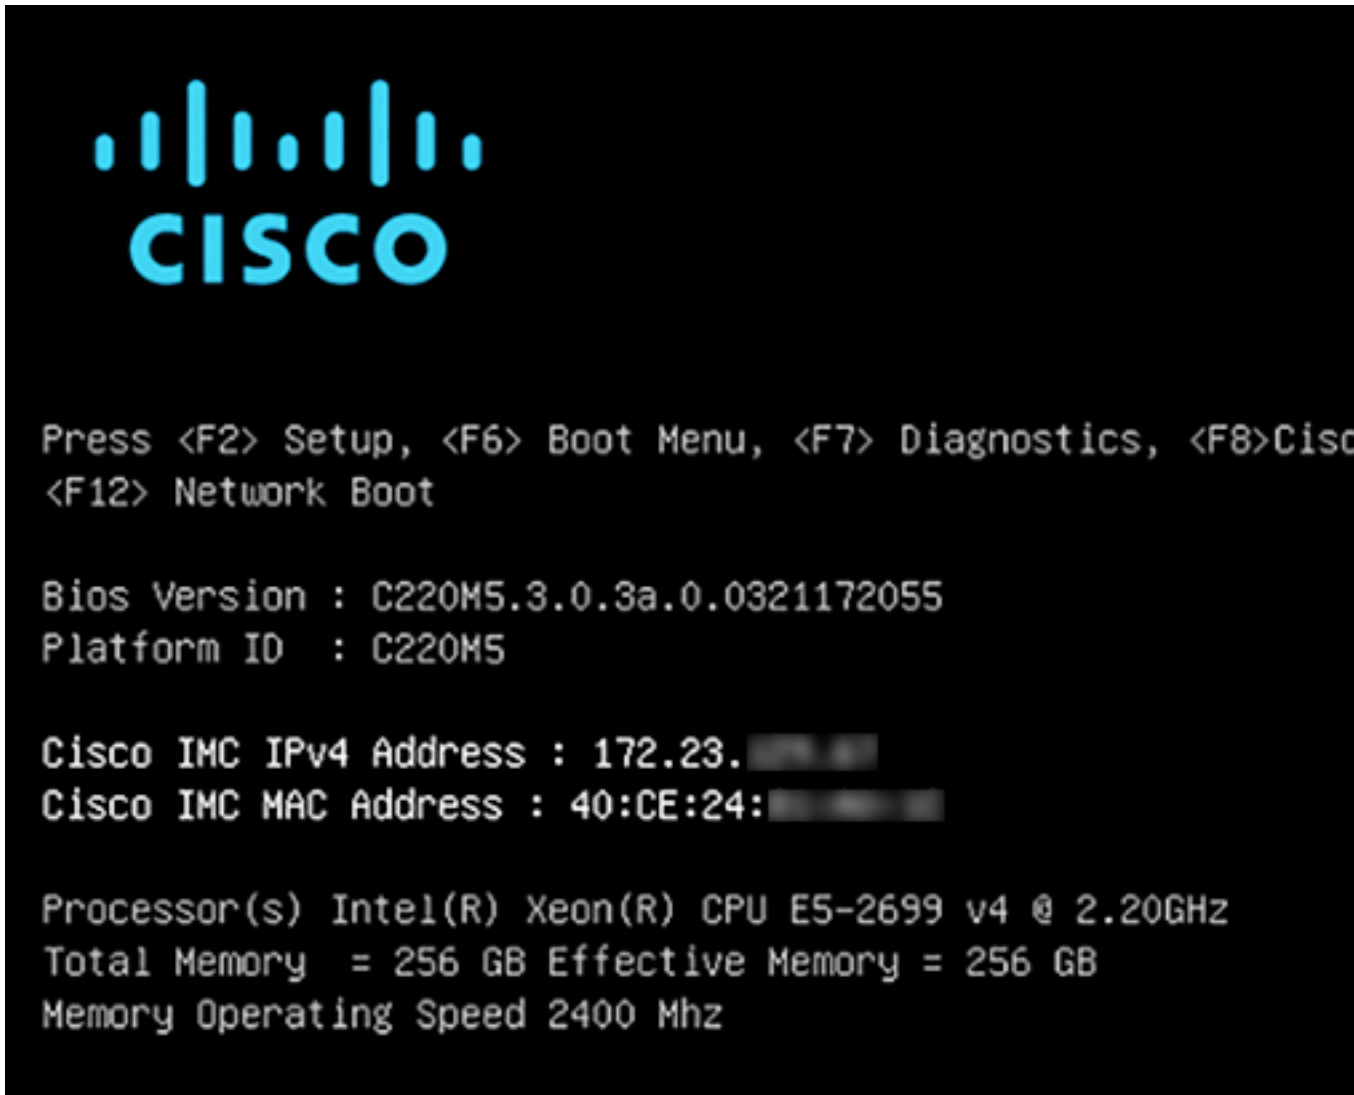 CISCO
Press <F2> Setup, <F6> Boot Menu, <F7> Diagnostics, <F8>Cisc
<F12> Network Boot
Bios Version : C220M5.3.0.3a.0.0321172055
Platform ID : C220M5
Cisco IMC IPv4 Address : 172.23.
Cisco IMC MAC Address : 40:CE:24:
Processor(s) Intel(R) Xeon(R) CPU E5-2699 v4 @ 2.20GHz
Total Memory = 256 GB Effective Memory = 256 GB
Memory Operating Speed 2400 Mhz